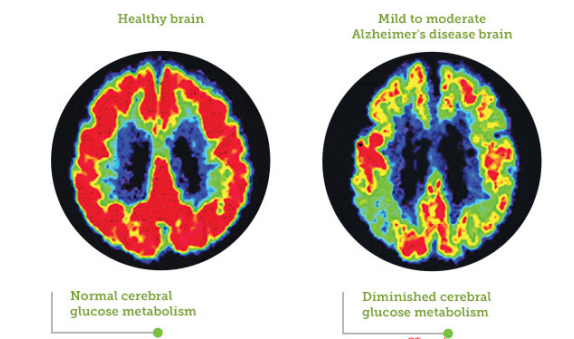 Healthy brain
Mild to moderate
Alzheimer's disease brain
Normal cerebral
glucose metabolism
Diminished cerebral
glucose metabolism